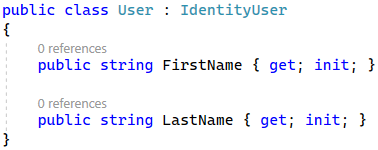 public class User : IdentityUser
{
0 references
public string FirstName { get; init; }
0 references
public string LastName { get; init; }
}